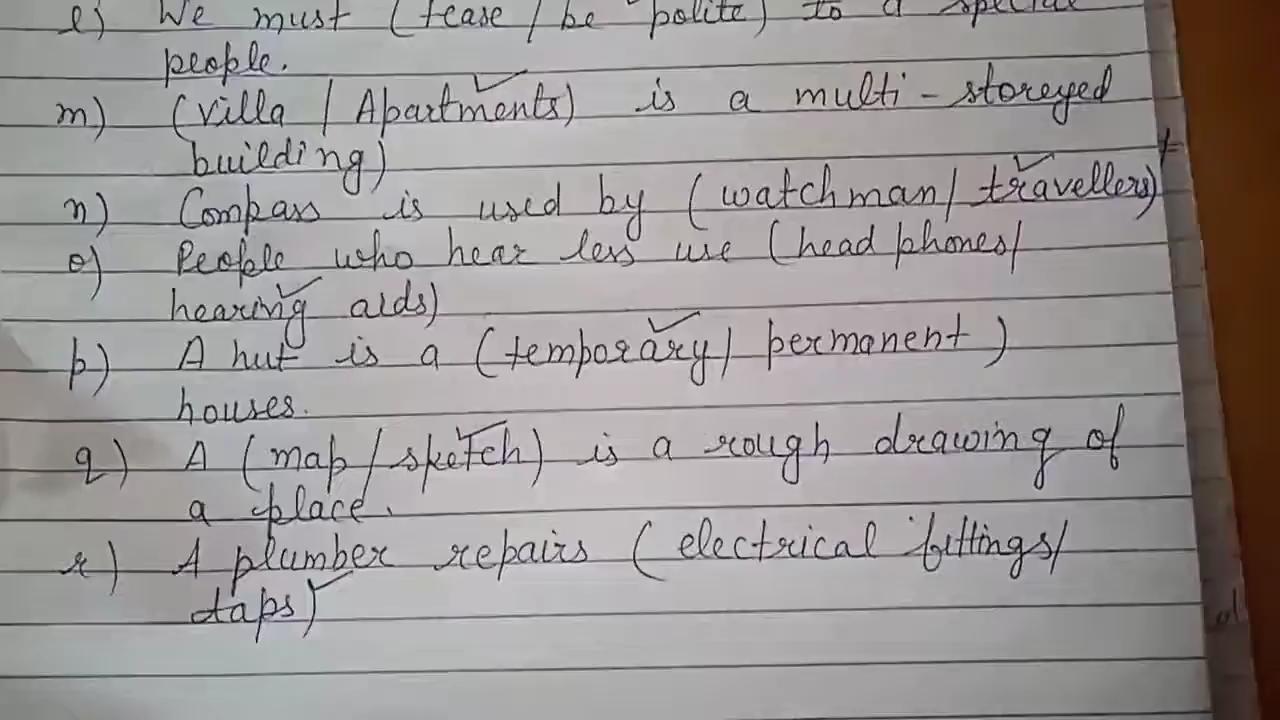 l) We must (tease / be polite) to a special
people.
m) (Villa / Apartments) is a multi-storeyed
building)
n) Compass is used by (watchman / travellers)
o) People who hear less use (head phones/
hearing aids)
p) A hut is a (temporary / permanent)
houses.
q) A (map / sketch) is a rough drawing of
a place.
r) A plumber repairs (electrical fittings/
taps)